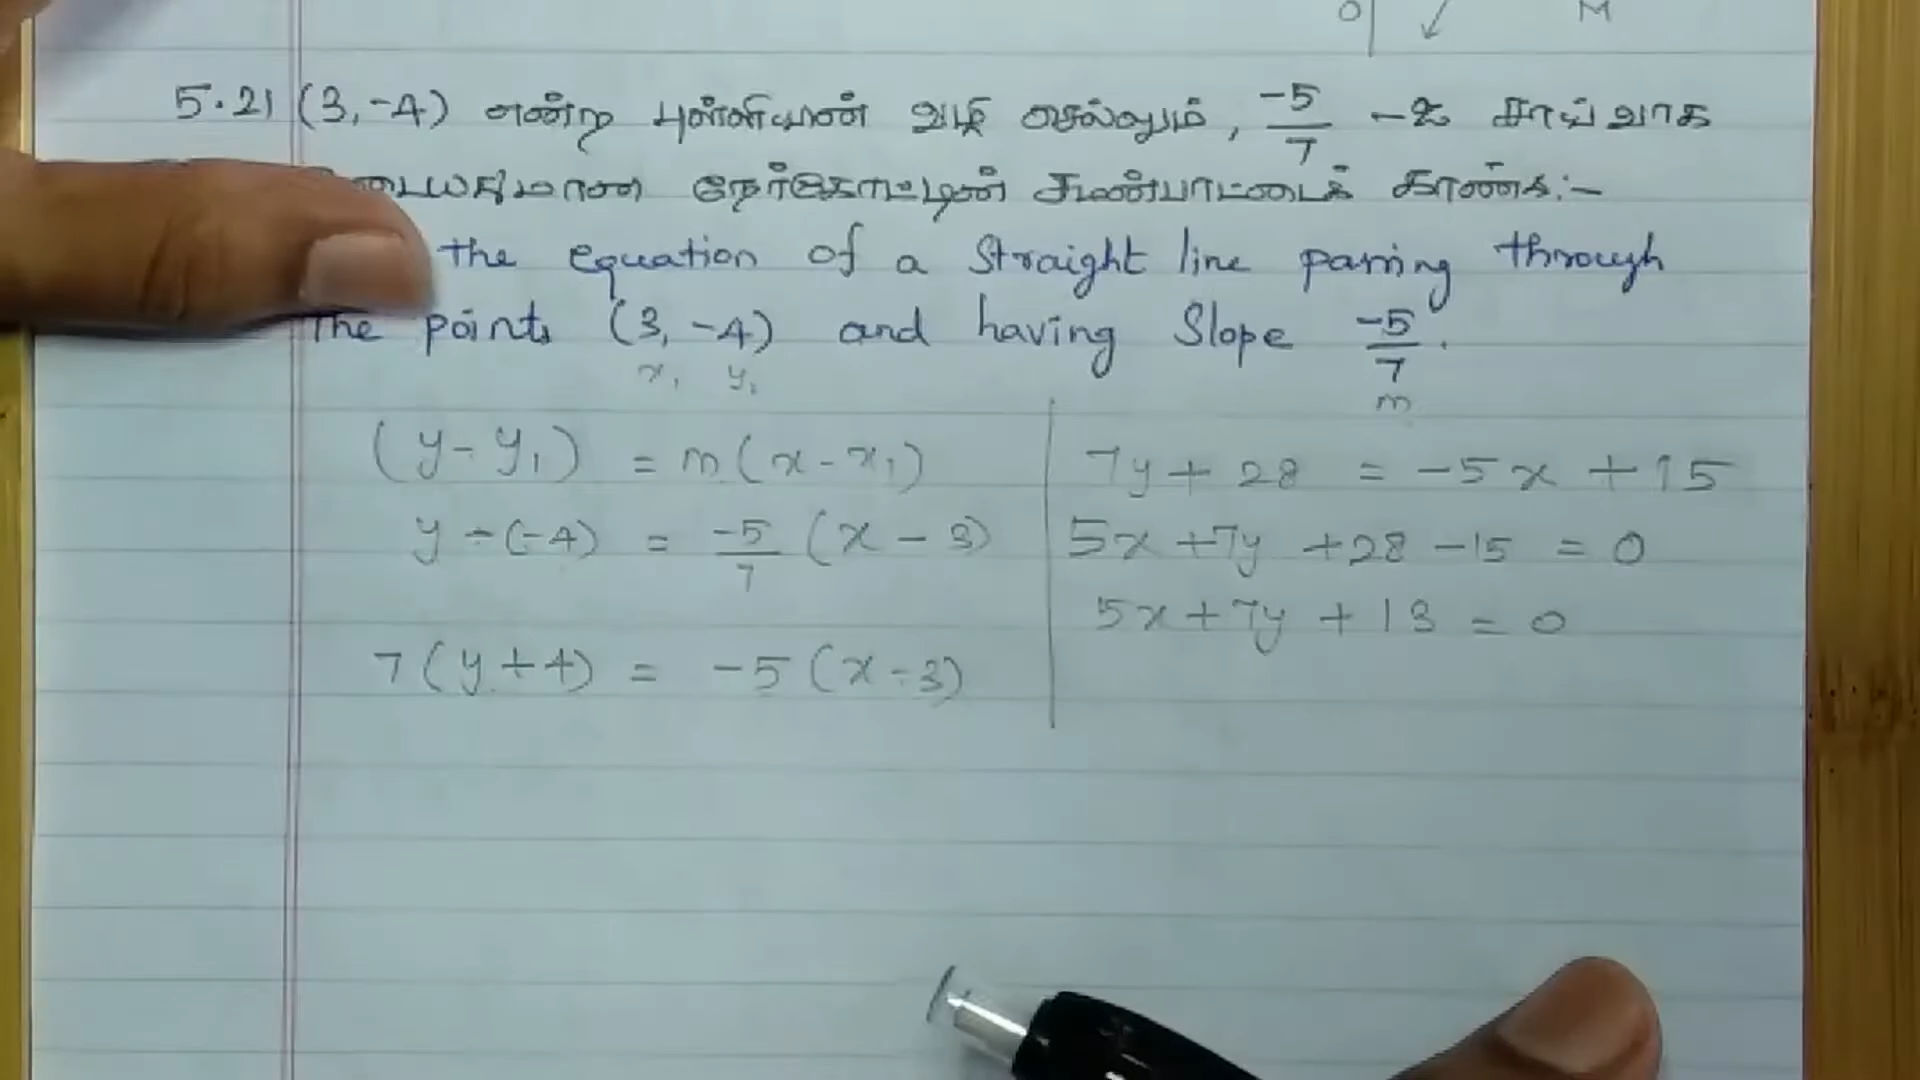 O M
5.21 (3, -4) என்ற புள்ளியின் வழி செல்லும், -5/7 -ஐ சாய்வாக
நேர்கோட்டின் சமன்பாட்டைக் காண்க:-
the equation of a straight line passing through
The points (3, -4) and having Slope -5/7.
x₁ y₁ m
(y - y₁) = m(x - x₁)
y - (-4) = -5/7 (x - 3)
7(y + 4) = -5(x - 3)
7y + 28 = -5x + 15
5x + 7y + 28 - 15 = 0
5x + 7y + 13 = 0